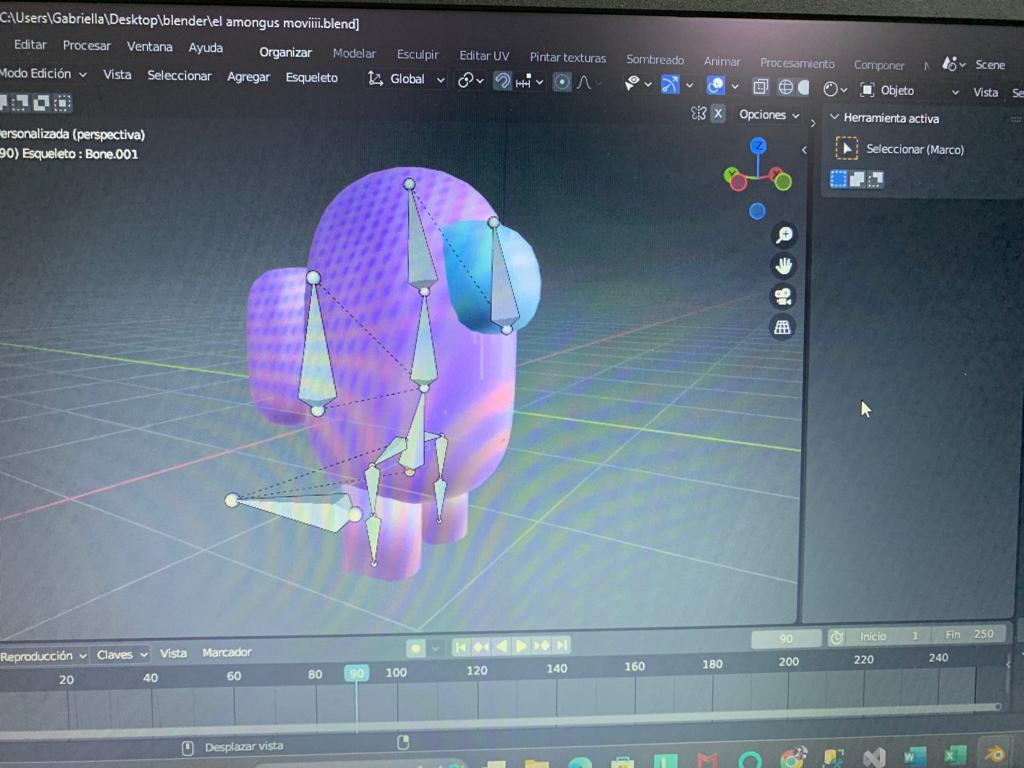 C:\Users\Gabriella\Desktop\blender\el amongus moviiii.blend]
Editar Procesar Ventana Ayuda Organizar Modelar Esculpir Editar UV Pintar texturas Sombreado Animar Procesamiento Componer Scene
Modo Edición Vista Seleccionar Agregar Esqueleto Global Objeto Vista Se
X Opciones
Herramienta activa
ersonalizada (perspectiva)
90) Esqueleto : Bone.001
Seleccionar (Marco)
Z
Reproducción Claves Vista Marcador 90 Inicio 1 Fin 250
20 40 60 80 90 100 120 140 160 180 200 220 240
Desplazar vista